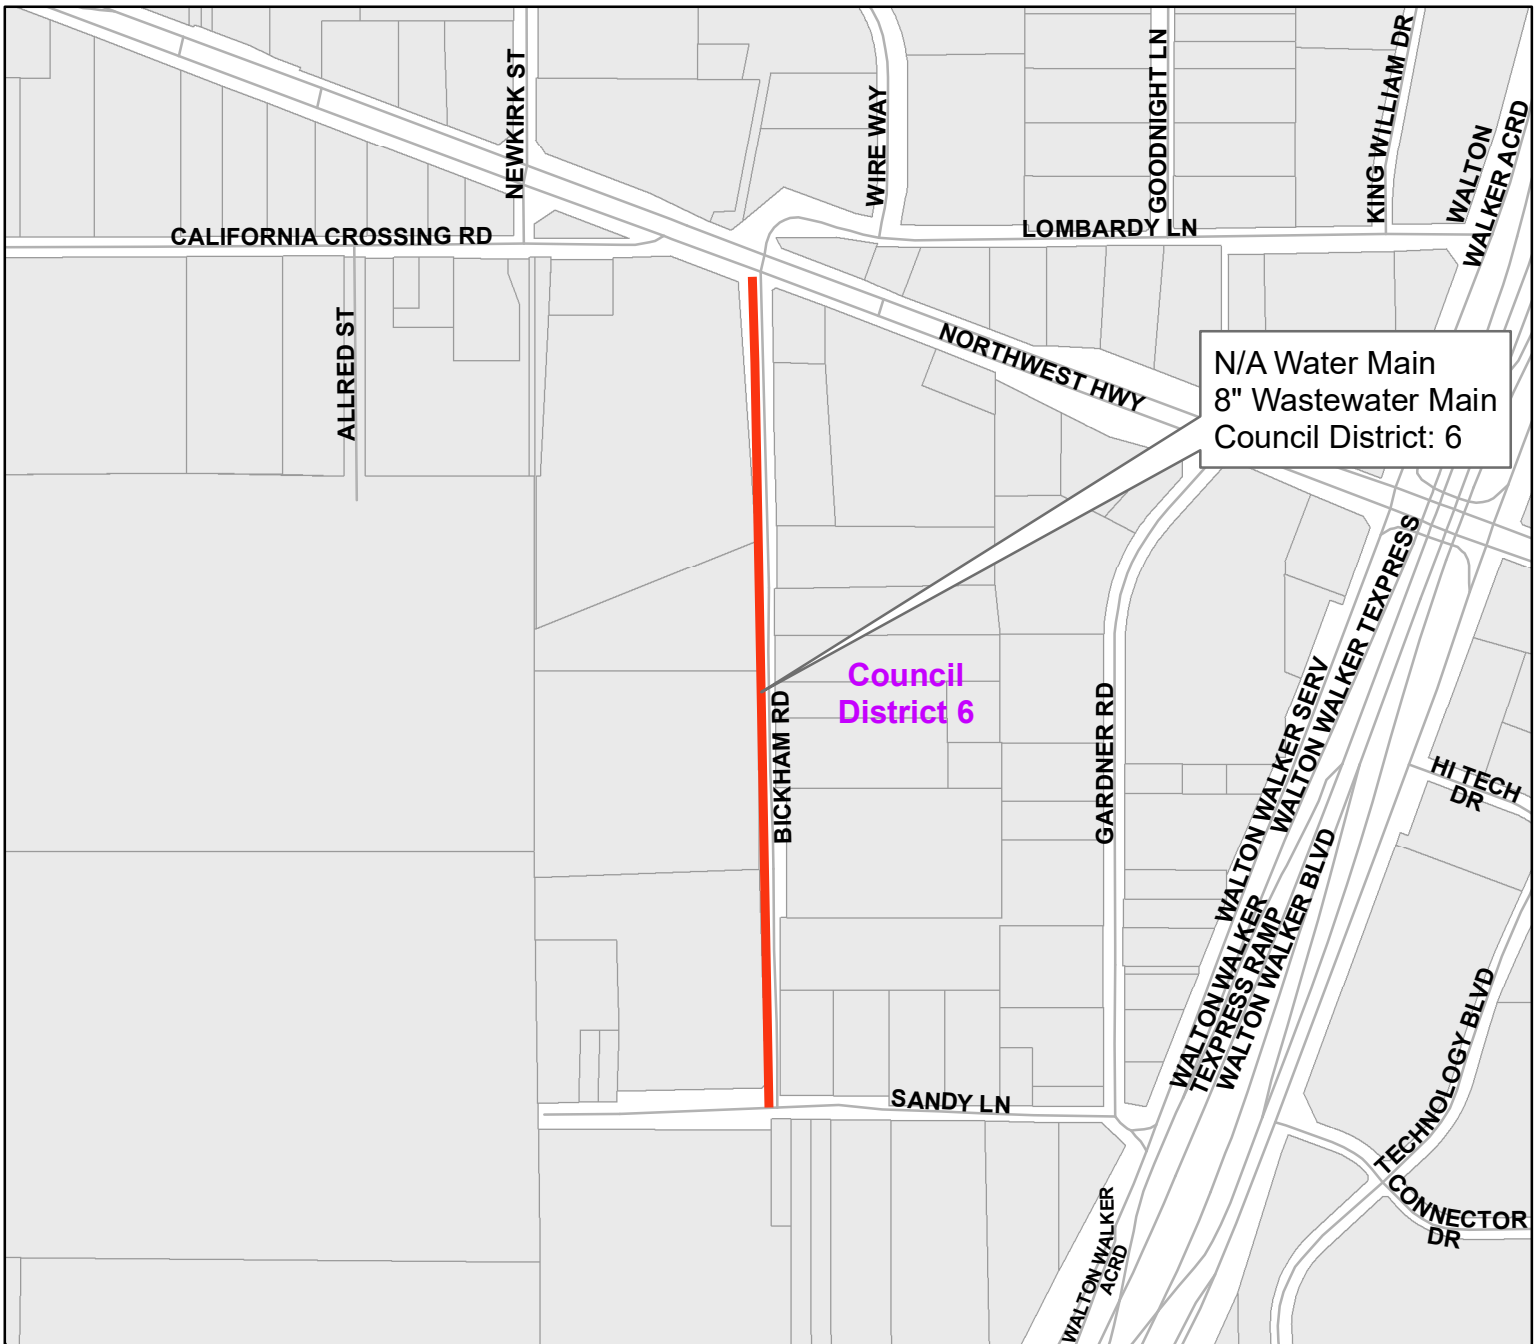 NEWKIRK ST
WIRE WAY
GOODNIGHT LN
KING WILLIAM DR
WALTON
WALKER ACRD
CALIFORNIA CROSSING RD
LOMBARDY LN
ALLRED ST
NORTHWEST HWY
N/A Water Main
8" Wastewater Main
Council District: 6
Council
District 6
BICKHAM RD
GARDNER RD
WALTON WALKER SERV
WALTON WALKER TEXPRESS
HI TECH
DR
WALTON WALKER
TEXPRESS RAMP
WALTON WALKER BLVD
SANDY LN
TECHNOLOGY BLVD
CONNECTOR
DR
WALTON WALKER
ACRD